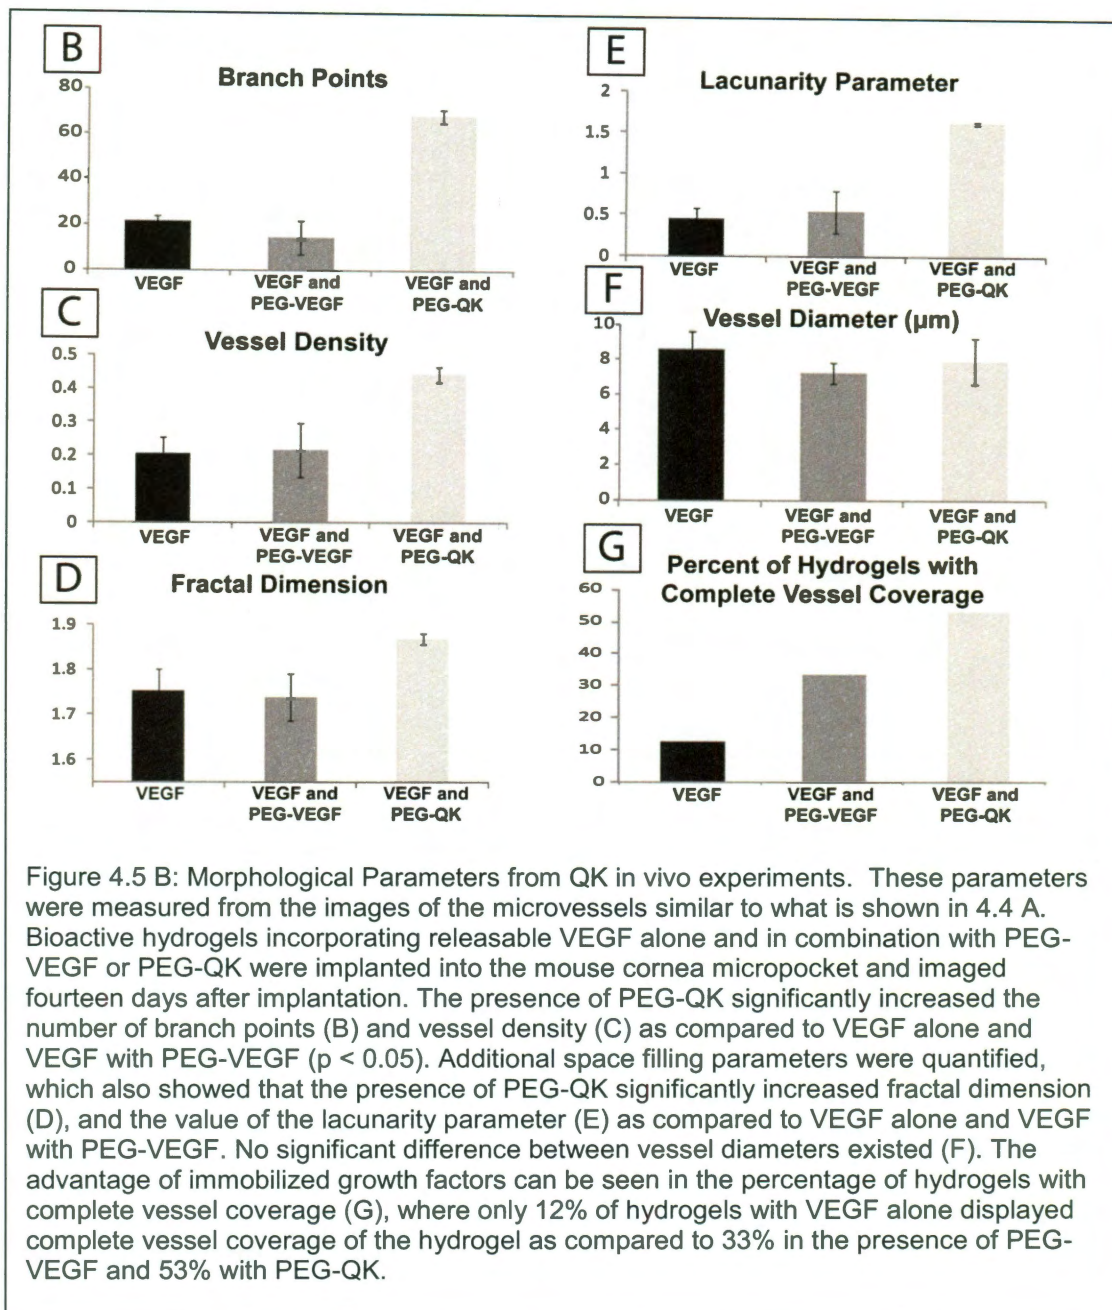 B
Branch Points
80
60
40
20
0
VEGF
VEGF and
PEG-VEGF
VEGF and
PEG-QK
C
Vessel Density
0.5
0.4
0.3
0.2
0.1
0
VEGF
VEGF and
PEG-VEGF
VEGF and
PEG-QK
D
Fractal Dimension
1.9
1.8
1.7
1.6
VEGF
VEGF and
PEG-VEGF
VEGF and
PEG-QK
E
Lacunarity Parameter
2
1.5
1
0.5
0
VEGF
VEGF and
PEG-VEGF
VEGF and
PEG-QK
F
Vessel Diameter (µm)
10
8
6
4
2
0
VEGF
VEGF and
PEG-VEGF
VEGF and
PEG-QK
G
Percent of Hydrogels with
Complete Vessel Coverage
60
50
40
30
20
10
0
VEGF
VEGF and
PEG-VEGF
VEGF and
PEG-QK
Figure 4.5 B: Morphological Parameters from QK in vivo experiments. These parameters
were measured from the images of the microvessels similar to what is shown in 4.4 A.
Bioactive hydrogels incorporating releasable VEGF alone and in combination with PEG-
VEGF or PEG-QK were implanted into the mouse cornea micropocket and imaged
fourteen days after implantation. The presence of PEG-QK significantly increased the
number of branch points (B) and vessel density (C) as compared to VEGF alone and
VEGF with PEG-VEGF (p < 0.05). Additional space filling parameters were quantified,
which also showed that the presence of PEG-QK significantly increased fractal dimension
(D), and the value of the lacunarity parameter (E) as compared to VEGF alone and VEGF
with PEG-VEGF. No significant difference between vessel diameters existed (F). The
advantage of immobilized growth factors can be seen in the percentage of hydrogels with
complete vessel coverage (G), where only 12% of hydrogels with VEGF alone displayed
complete vessel coverage of the hydrogel as compared to 33% in the presence of PEG-
VEGF and 53% with PEG-QK.